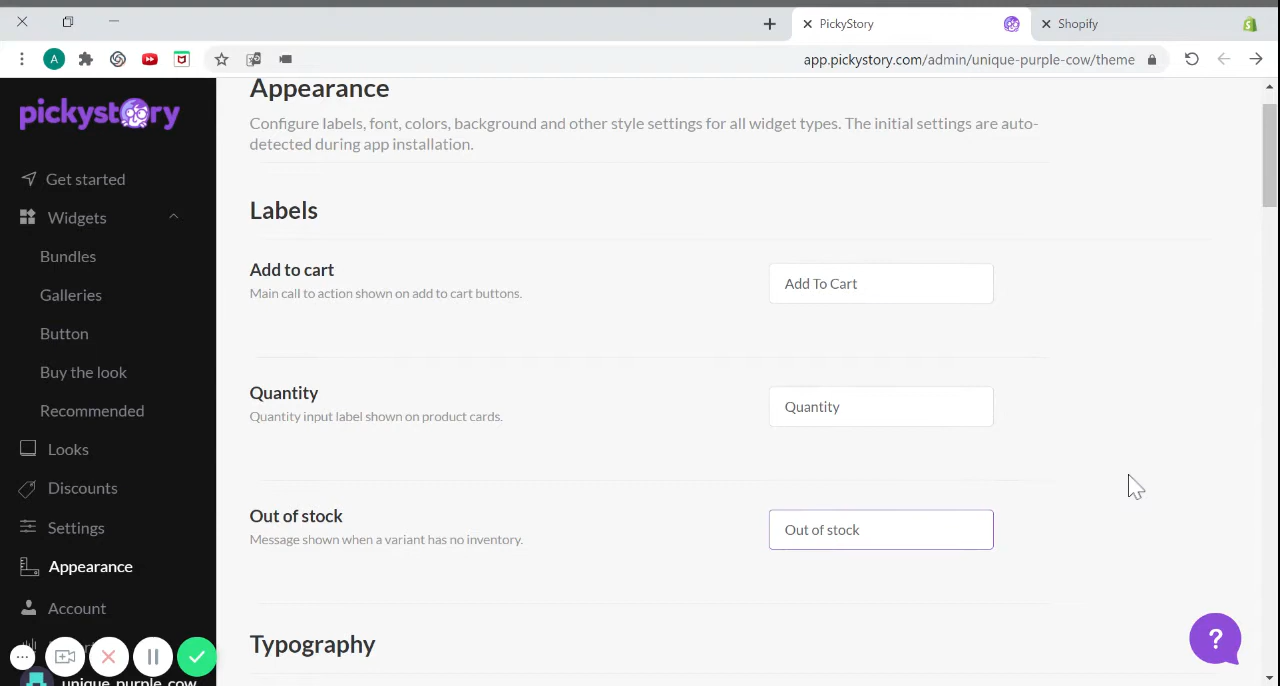 PickyStory
Shopify
A
app.pickystory.com/admin/unique-purple-cow/theme
pickystory
Get started
Widgets
Bundles
Galleries
Button
Buy the look
Recommended
Looks
Discounts
Settings
Appearance
Account
unique purple cow
Appearance
Configure labels, font, colors, background and other style settings for all widget types. The initial settings are auto-
detected during app installation.
Labels
Add to cart
Main call to action shown on add to cart buttons.
Add To Cart
Quantity
Quantity input label shown on product cards.
Quantity
Out of stock
Message shown when a variant has no inventory.
Out of stock
Typography
?